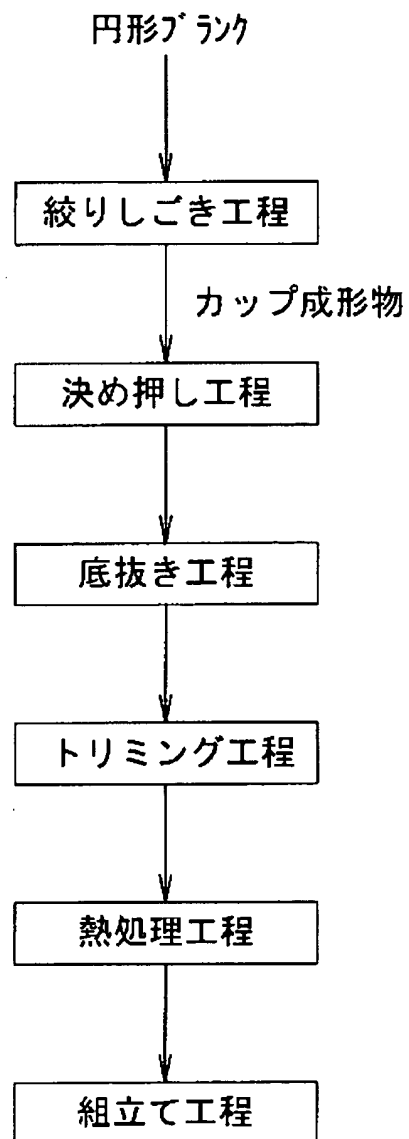 円形ブランク
絞りしごき工程
カップ成形物
決め押し工程
底抜き工程
トリミング工程
熱処理工程
組立て工程